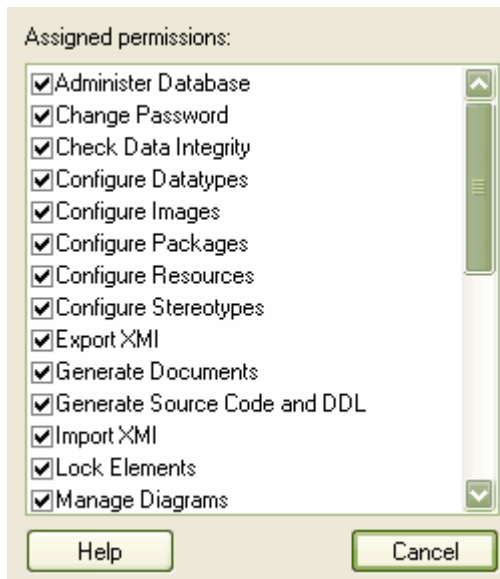 Assigned permissions:
Administer Database
Change Password
Check Data Integrity
Configure Datatypes
Configure Images
Configure Packages
Configure Resources
Configure Stereotypes
Export XMI
Generate Documents
Generate Source Code and DDL
Import XMI
Lock Elements
Manage Diagrams
Help Cancel